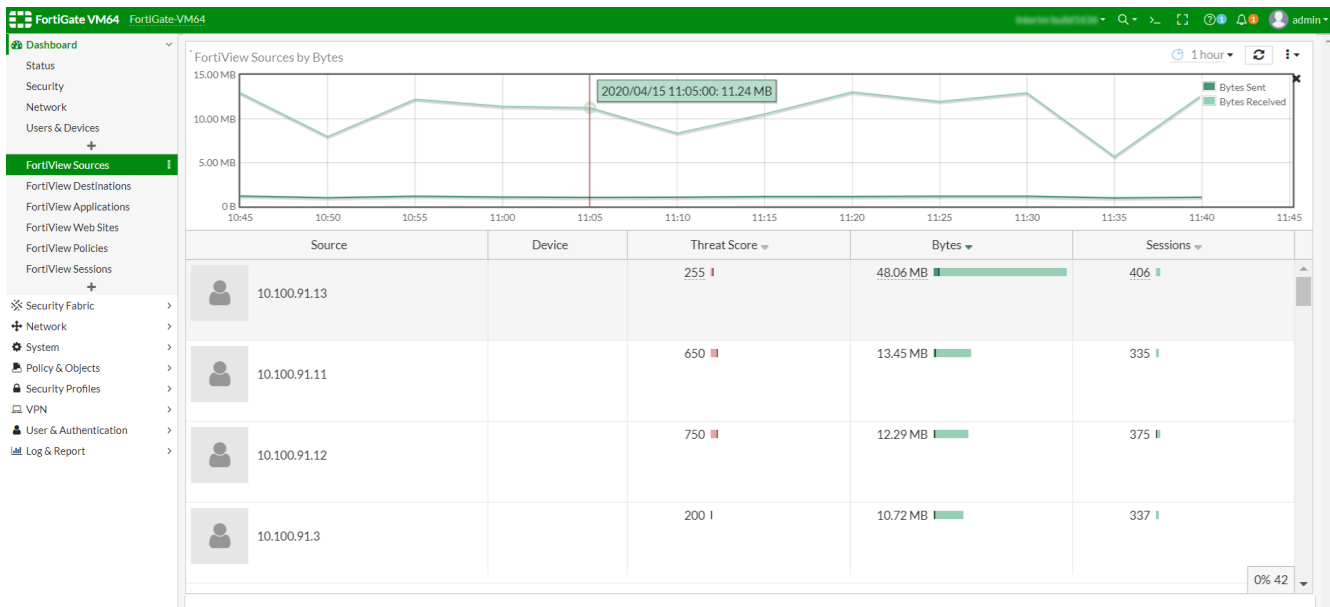 FortiGate VM64 FortiGate-VM64
1 1 admin
Dashboard
Status
Security
Network
Users & Devices
+
FortiView Sources
FortiView Destinations
FortiView Applications
FortiView Web Sites
FortiView Policies
FortiView Sessions
+
Security Fabric
Network
System
Policy & Objects
Security Profiles
VPN
User & Authentication
Log & Report
FortiView Sources by Bytes
1 hour
15.00 MB
10.00 MB
5.00 MB
0 B
2020/04/15 11:05:00: 11.24 MB
Bytes Sent
Bytes Received
10:45 10:50 10:55 11:00 11:05 11:10 11:15 11:20 11:25 11:30 11:35 11:40 11:45
Source Device Threat Score Bytes Sessions
10.100.91.13 255 48.06 MB 406
10.100.91.11 650 13.45 MB 335
10.100.91.12 750 12.29 MB 375
10.100.91.3 200 10.72 MB 337
0% 42